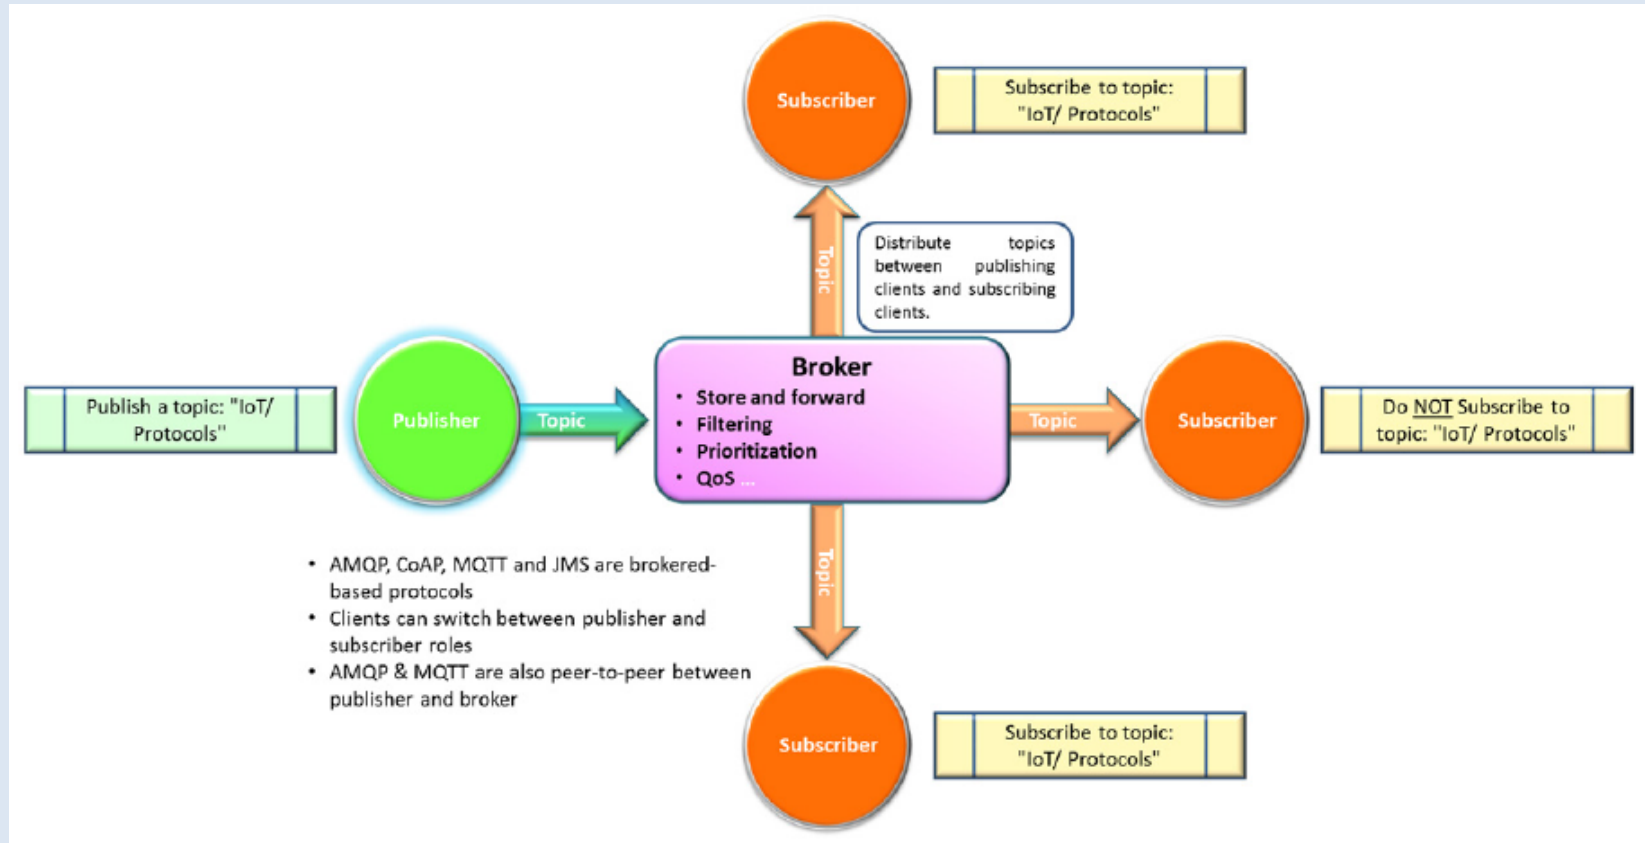 Subscriber
Subscribe to topic:
"IoT/ Protocols"
Topic
Distribute topics
between publishing
clients and subscribing
clients.
Publish a topic: "IoT/
Protocols"
Publisher
Topic
Broker
• Store and forward
• Filtering
• Prioritization
• QoS ...
Topic
Subscriber
Do NOT Subscribe to
topic: "IoT/ Protocols"
Topic
• AMQP, CoAP, MQTT and JMS are brokered-
based protocols
• Clients can switch between publisher and
subscriber roles
• AMQP & MQTT are also peer-to-peer between
publisher and broker
Subscriber
Subscribe to topic:
"IoT/ Protocols"